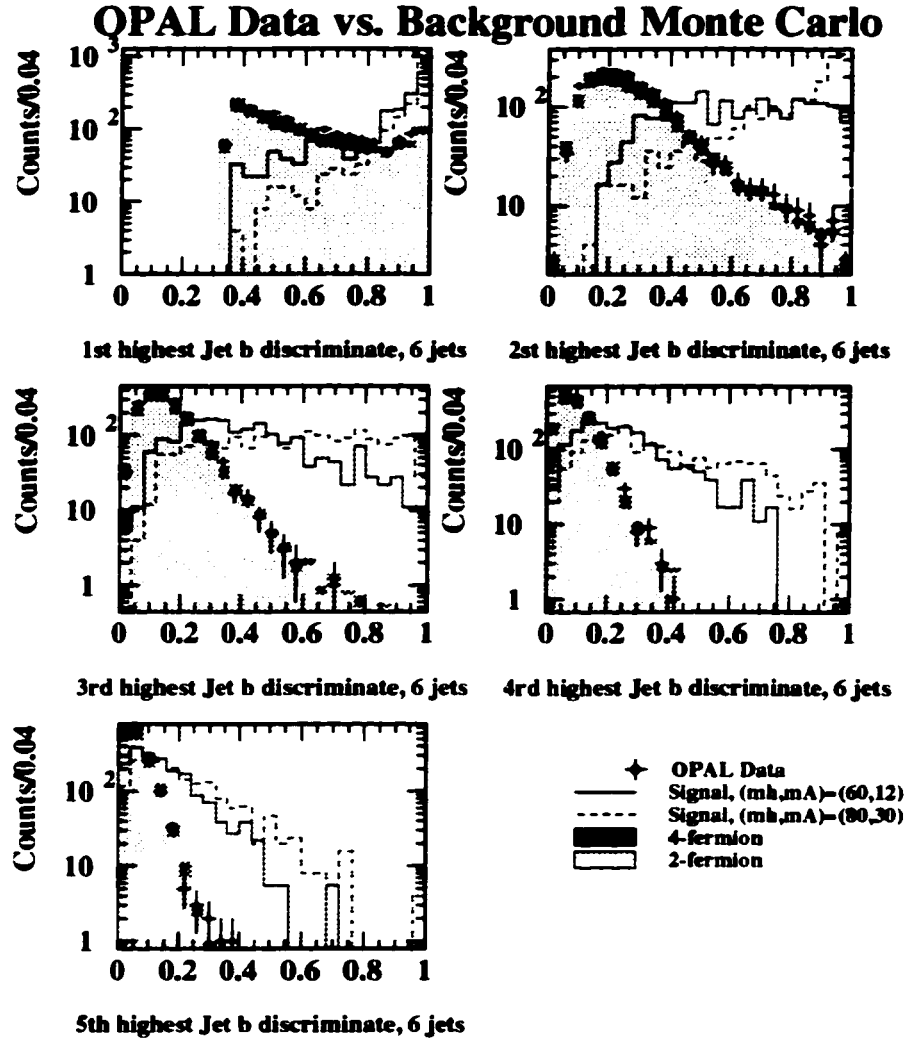 OPAL Data vs. Background Monte Carlo
Counts/0.04
10 3
10 2
10
1
0 0.2 0.4 0.6 0.8 1
1st highest Jet b discriminate, 6 jets
Counts/0.04
10 2
10
0 0.2 0.4 0.6 0.8 1
2st highest Jet b discriminate, 6 jets
Counts/0.04
10 2
10
1
0 0.2 0.4 0.6 0.8 1
3rd highest Jet b discriminate, 6 jets
Counts/0.04
10 2
10
1
0 0.2 0.4 0.6 0.8 1
4rd highest Jet b discriminate, 6 jets
Counts/0.04
10 2
10
1
0 0.2 0.4 0.6 0.8 1
5th highest Jet b discriminate, 6 jets
OPAL Data
Signal, (mh,mA)=(60,12)
Signal, (mh,mA)=(80,30)
4-fermion
2-fermion